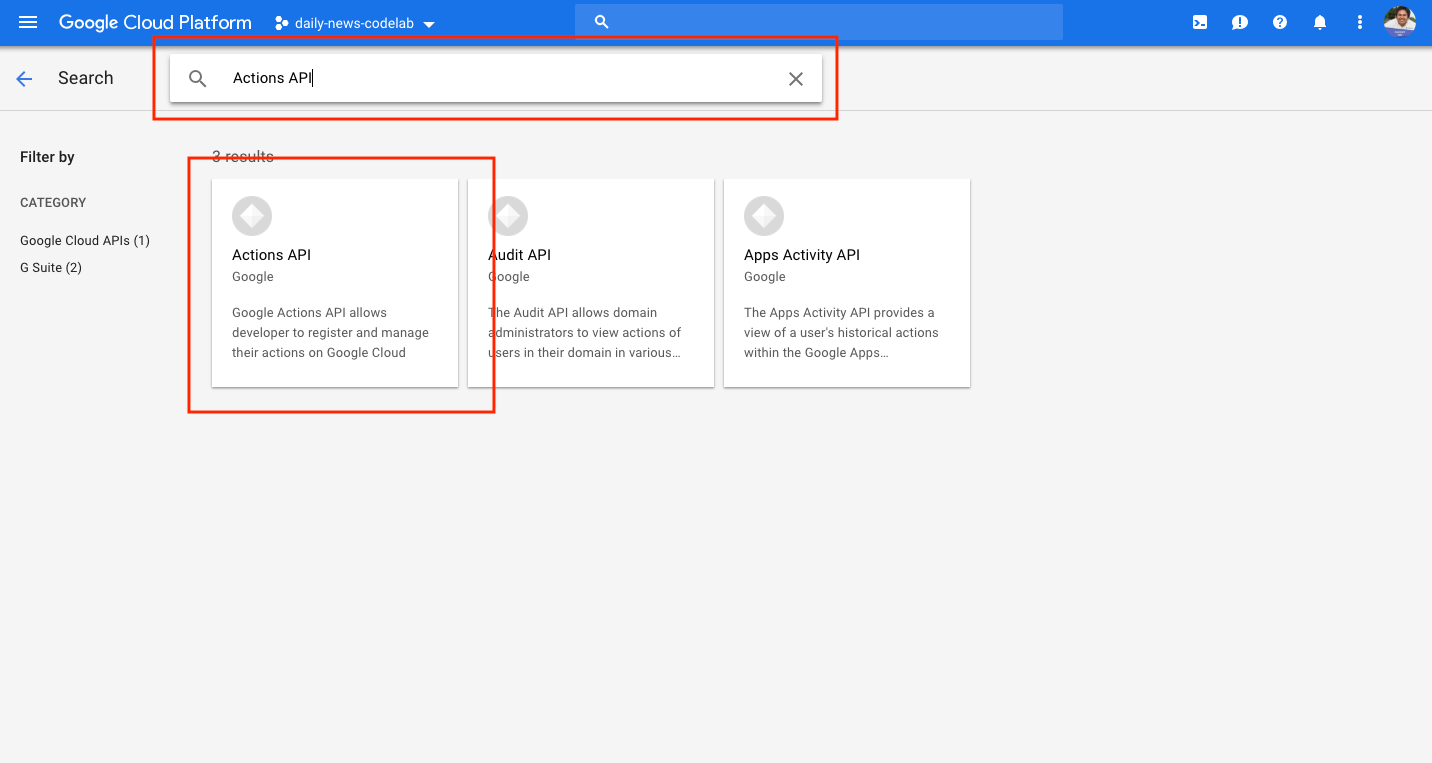 Google Cloud Platform
daily-news-codelab
Search
Actions API
Filter by
CATEGORY
Google Cloud APIs (1)
G Suite (2)
3 results
Actions API
Google
Google Actions API allows
developer to register and manage
their actions on Google Cloud
Audit API
Google
The Audit API allows domain
administrators to view actions of
users in their domain in various...
Apps Activity API
Google
The Apps Activity API provides a
view of a user's historical actions
within the Google Apps...